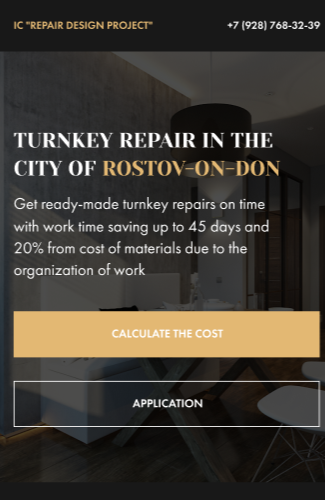 IC "REPAIR DESIGN PROJECT"
+7 (928) 768-32-39
TURNKEY REPAIR IN THE
CITY OF ROSTOV-ON-DON
Get ready-made turnkey repairs on time
with work time saving up to 45 days and
20% from cost of materials due to the
organization of work
CALCULATE THE COST
APPLICATION